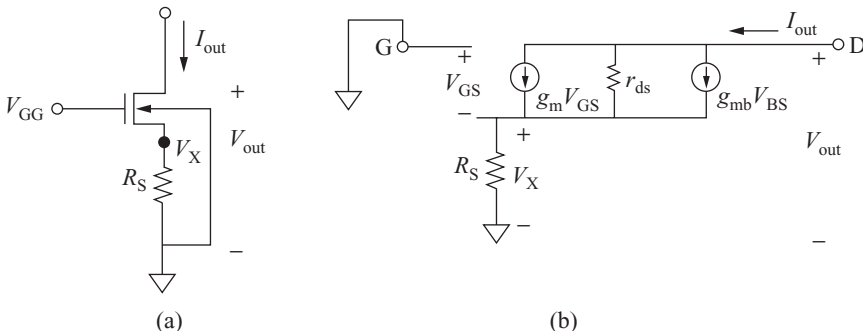 I_out
V_GG
+
V_out
V_X
R_S
−
(a)
I_out
G
D
+
V_GS
−
g_m V_GS
r_ds
g_mb V_BS
+
V_out
+
R_S
V_X
−
−
(b)